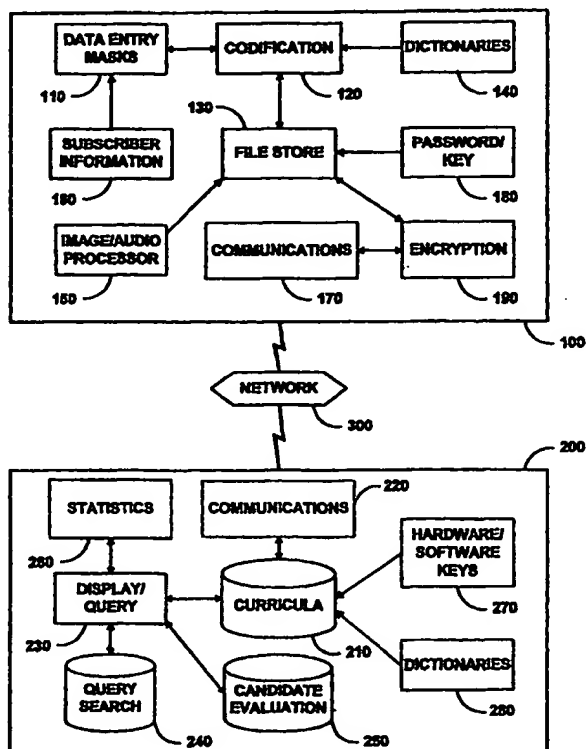 DATA ENTRY
MASKS
110
CODIFICATION
120
DICTIONARIES
140
130
SUBSCRIBER
INFORMATION
160
FILE STORE
PASSWORD/
KEY
180
IMAGE/AUDIO
PROCESSOR
150
COMMUNICATIONS
170
ENCRYPTION
190
100
NETWORK
300
200
STATISTICS
260
COMMUNICATIONS
220
HARDWARE/
SOFTWARE
KEYS
270
DISPLAY/
QUERY
230
CURRICULA
210
DICTIONARIES
280
QUERY
SEARCH
240
CANDIDATE
EVALUATION
250